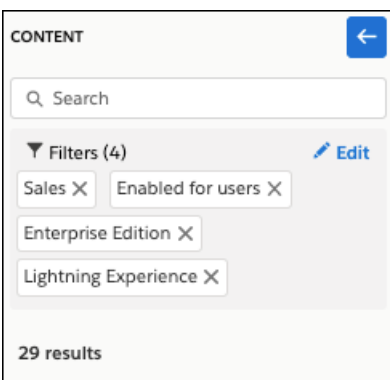 CONTENT
Search
Filters (4)
Edit
Sales
Enabled for users
Enterprise Edition
Lightning Experience
29 results